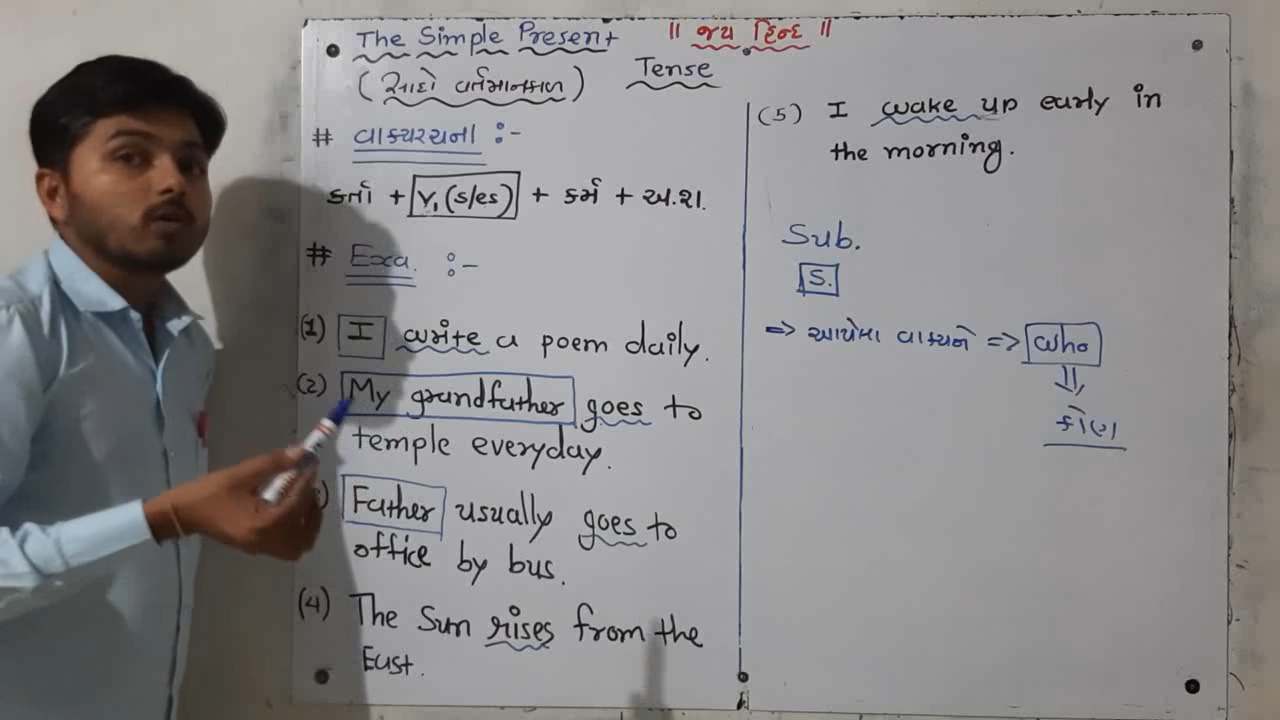 The Simple Present
|| જય હિન્દ ||
(સાદો વર્તમાનકાળ) Tense
# વાક્યરચના :-
કર્તા + V₁ (s/es) + કર્મ + અ.શ.
# Exa. :-
(1) I write a poem daily.
(2) My grandfather goes to
temple everyday.
) Father usually goes to
office by bus.
(4) The Sun rises from the
East.
(5) I wake up early in
the morning.
Sub.
S.
=> આપેલા વાક્યને => who
કોણ